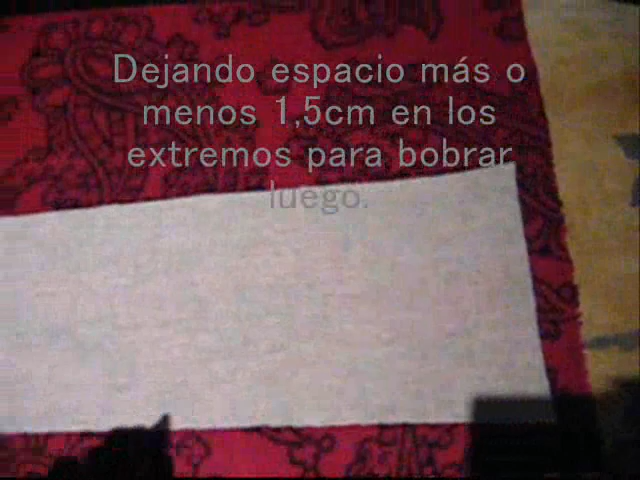 Dejando espacio más o
menos 1,5cm en los
extremos para bobrar
luego.